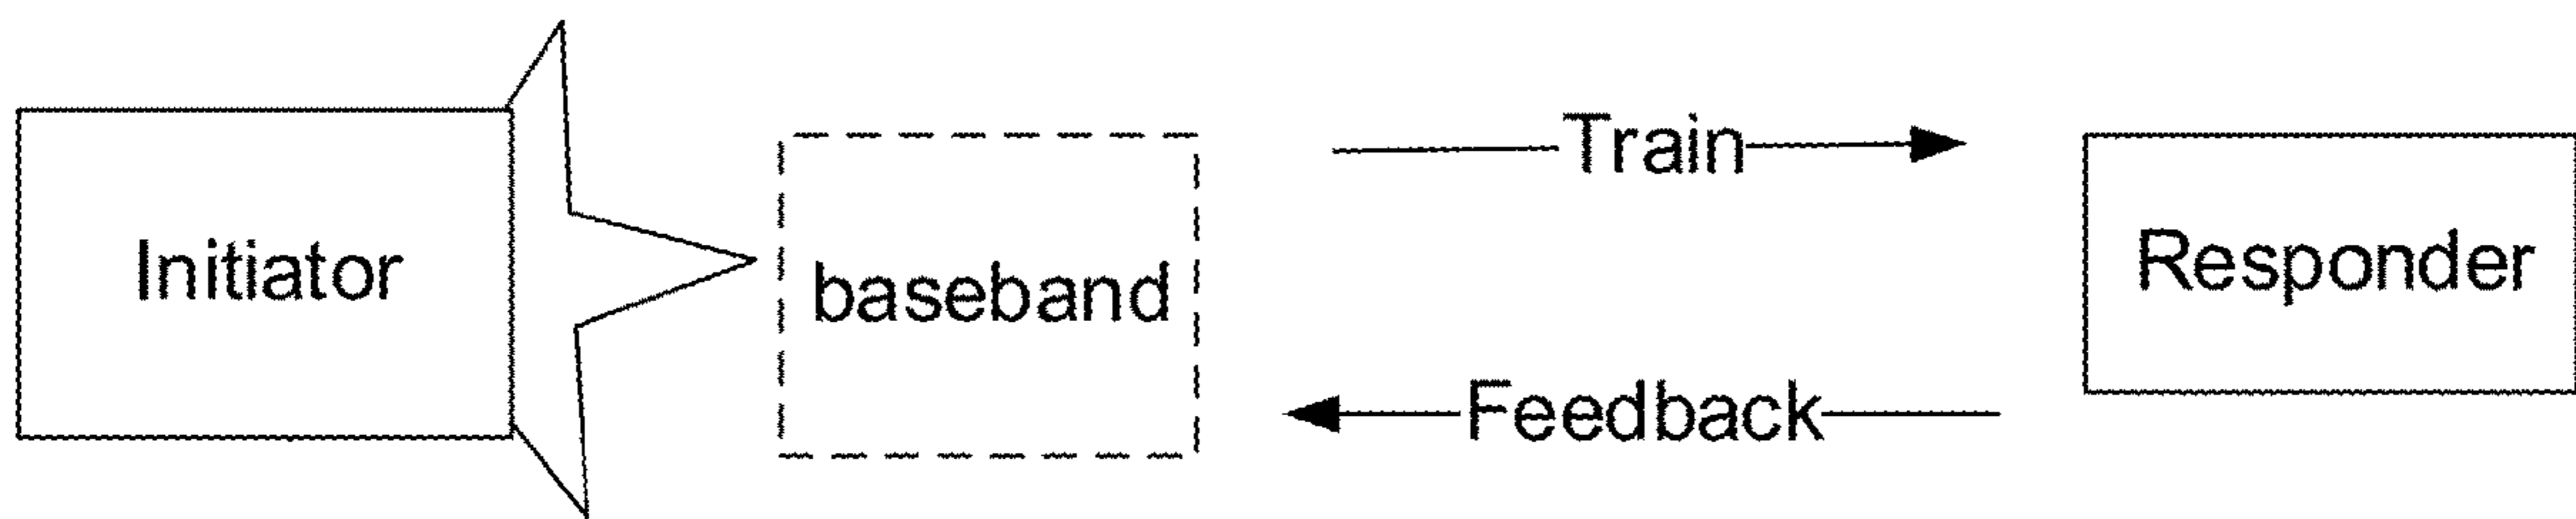 Initiator
baseband
Train
Feedback
Responder